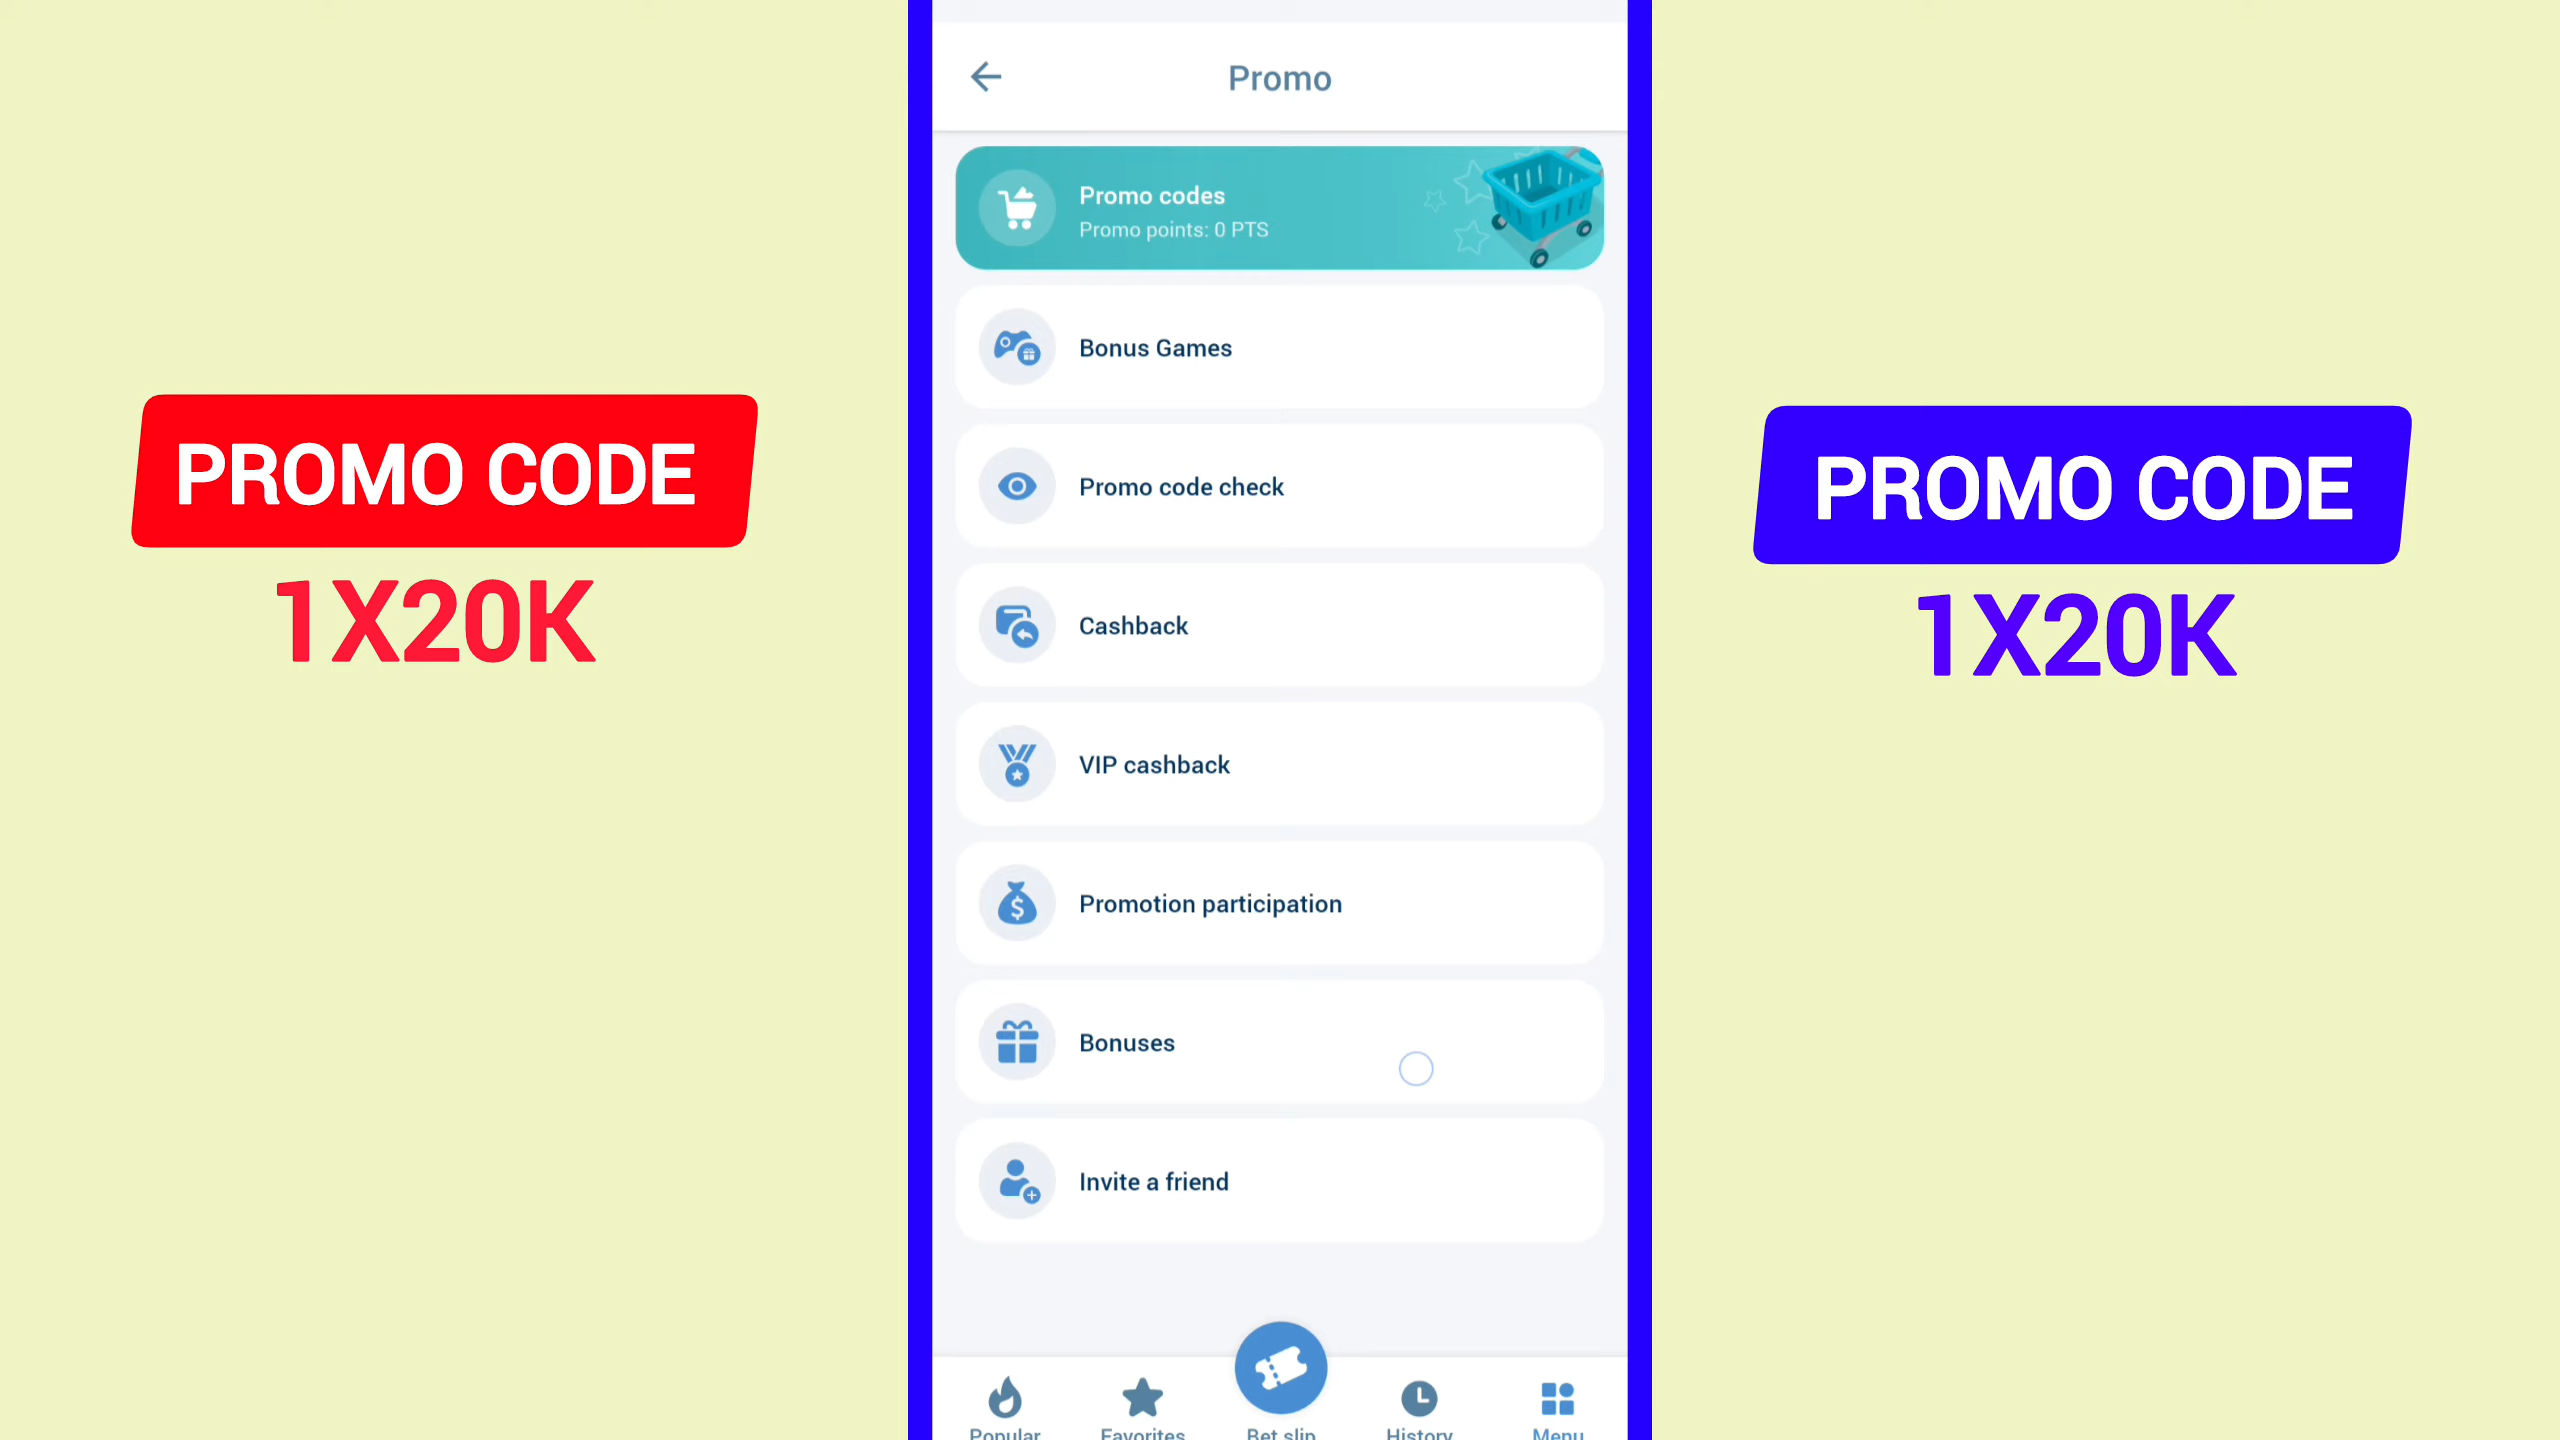 Promo
Promo codes
Promo points: 0 PTS
Bonus Games
Promo code check
Cashback
VIP cashback
Promotion participation
Bonuses
Invite a friend
Popular
Favorites
Bet slip
History
Menu
PROMO CODE
1X20K
PROMO CODE
1X20K